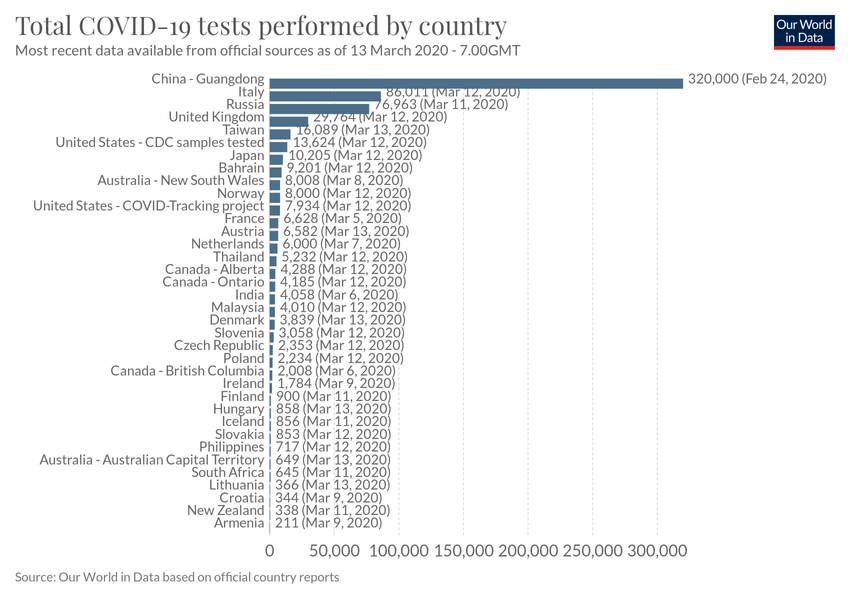 Total COVID-19 tests performed by country
Most recent data available from official sources as of 13 March 2020 - 7.00GMT
Our World
in Data
China - Guangdong 320,000 (Feb 24, 2020)
Italy 86,011 (Mar 12, 2020)
Russia 76,963 (Mar 11, 2020)
United Kingdom 29,764 (Mar 12, 2020)
Taiwan 16,089 (Mar 13, 2020)
United States - CDC samples tested 13,624 (Mar 12, 2020)
Japan 10,205 (Mar 12, 2020)
Bahrain 9,201 (Mar 12, 2020)
Australia - New South Wales 8,008 (Mar 8, 2020)
Norway 8,000 (Mar 12, 2020)
United States - COVID-Tracking project 7,934 (Mar 12, 2020)
France 6,628 (Mar 5, 2020)
Austria 6,582 (Mar 13, 2020)
Netherlands 6,000 (Mar 7, 2020)
Thailand 5,232 (Mar 12, 2020)
Canada - Alberta 4,288 (Mar 12, 2020)
Canada - Ontario 4,185 (Mar 12, 2020)
India 4,058 (Mar 6, 2020)
Malaysia 4,010 (Mar 12, 2020)
Denmark 3,839 (Mar 13, 2020)
Slovenia 3,058 (Mar 12, 2020)
Czech Republic 2,353 (Mar 12, 2020)
Poland 2,234 (Mar 12, 2020)
Canada - British Columbia 2,008 (Mar 6, 2020)
Ireland 1,784 (Mar 9, 2020)
Finland 900 (Mar 11, 2020)
Hungary 858 (Mar 13, 2020)
Iceland 856 (Mar 11, 2020)
Slovakia 853 (Mar 12, 2020)
Philippines 717 (Mar 12, 2020)
Australia - Australian Capital Territory 649 (Mar 13, 2020)
South Africa 645 (Mar 11, 2020)
Lithuania 366 (Mar 13, 2020)
Croatia 344 (Mar 9, 2020)
New Zealand 338 (Mar 11, 2020)
Armenia 211 (Mar 9, 2020)
0 50,000 100,000 150,000 200,000 250,000 300,000
Source: Our World in Data based on official country reports